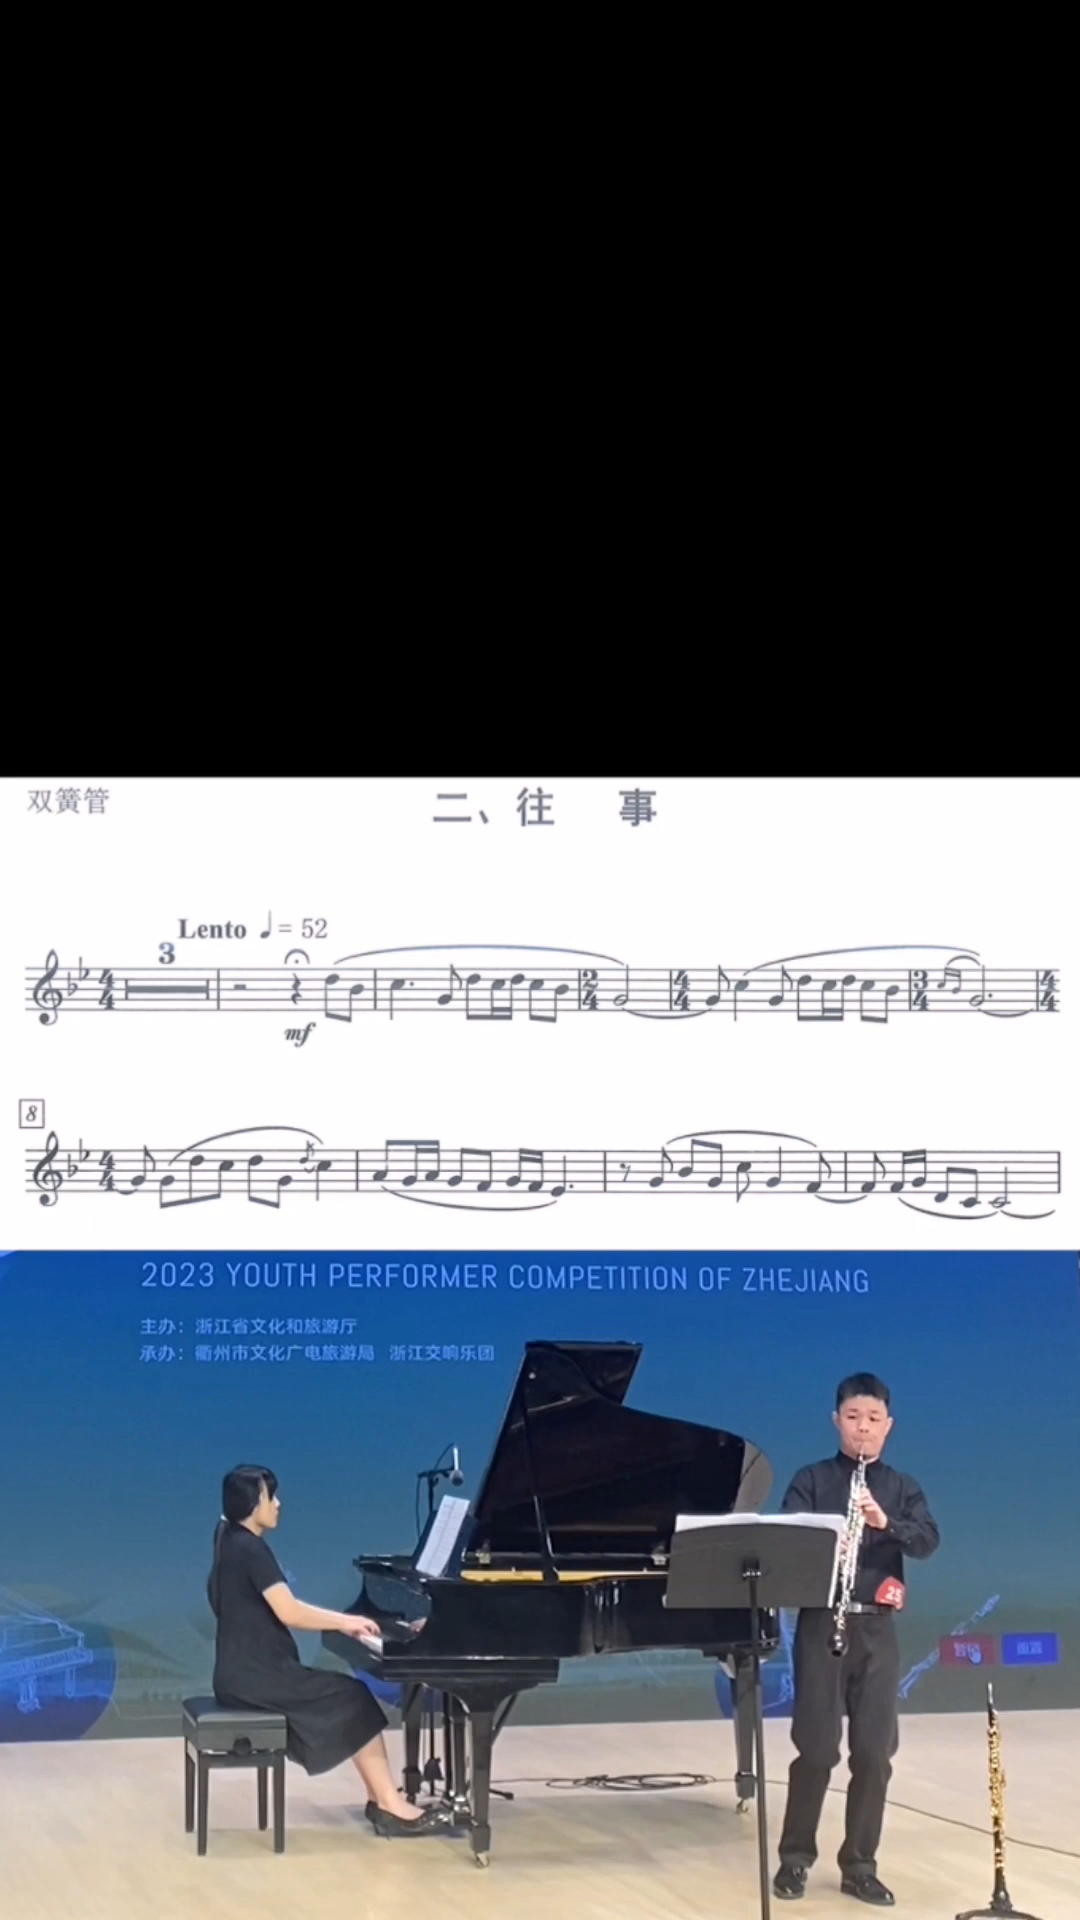 双簧管
二、往 事
Lento ♩= 52
3
mf
8
2023 YOUTH PERFORMER COMPETITION OF ZHEJIANG
主办：浙江省文化和旅游厅
承办：衢州市文化广电旅游局 浙江交响乐团
25